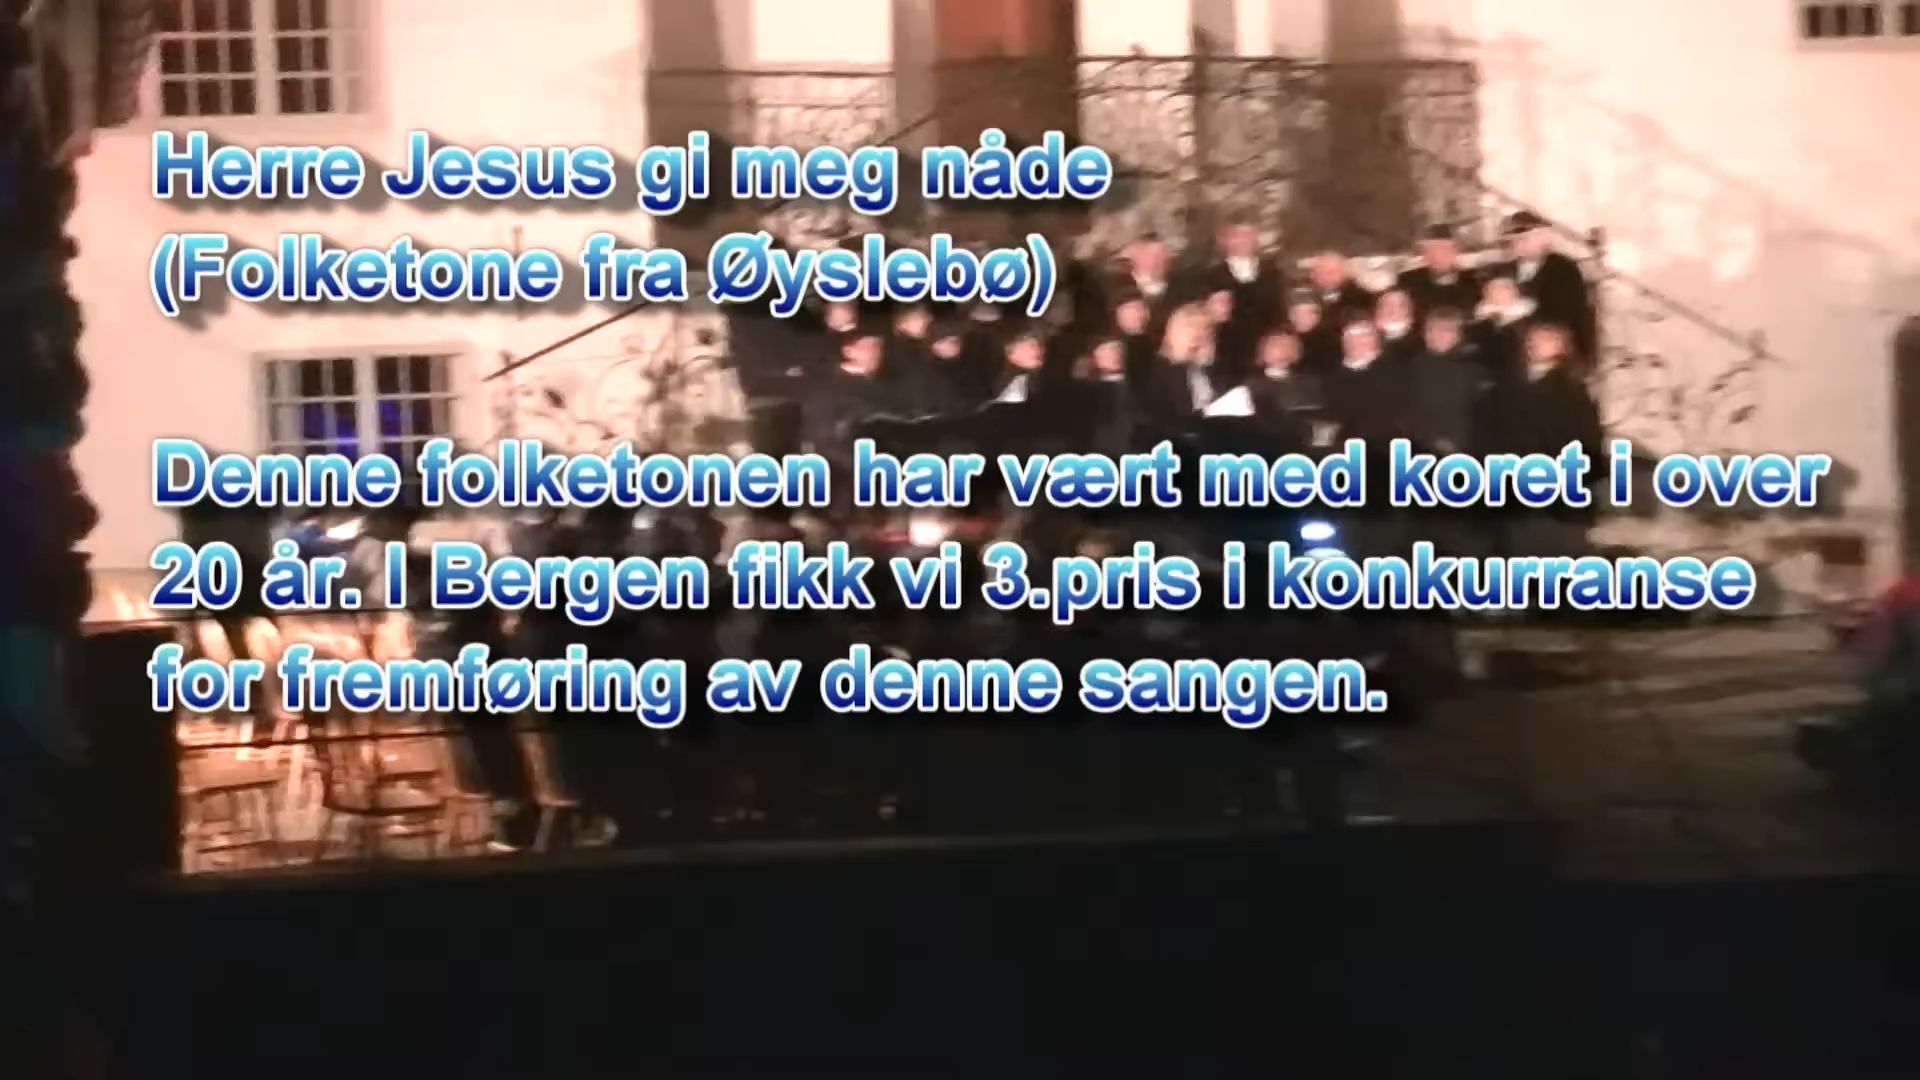 Herre Jesus gi meg nåde
(Folketone fra Øyslebø)
Denne folketonen har vært med koret i over
20 år. I Bergen fikk vi 3.pris i konkurranse
for fremføring av denne sangen.